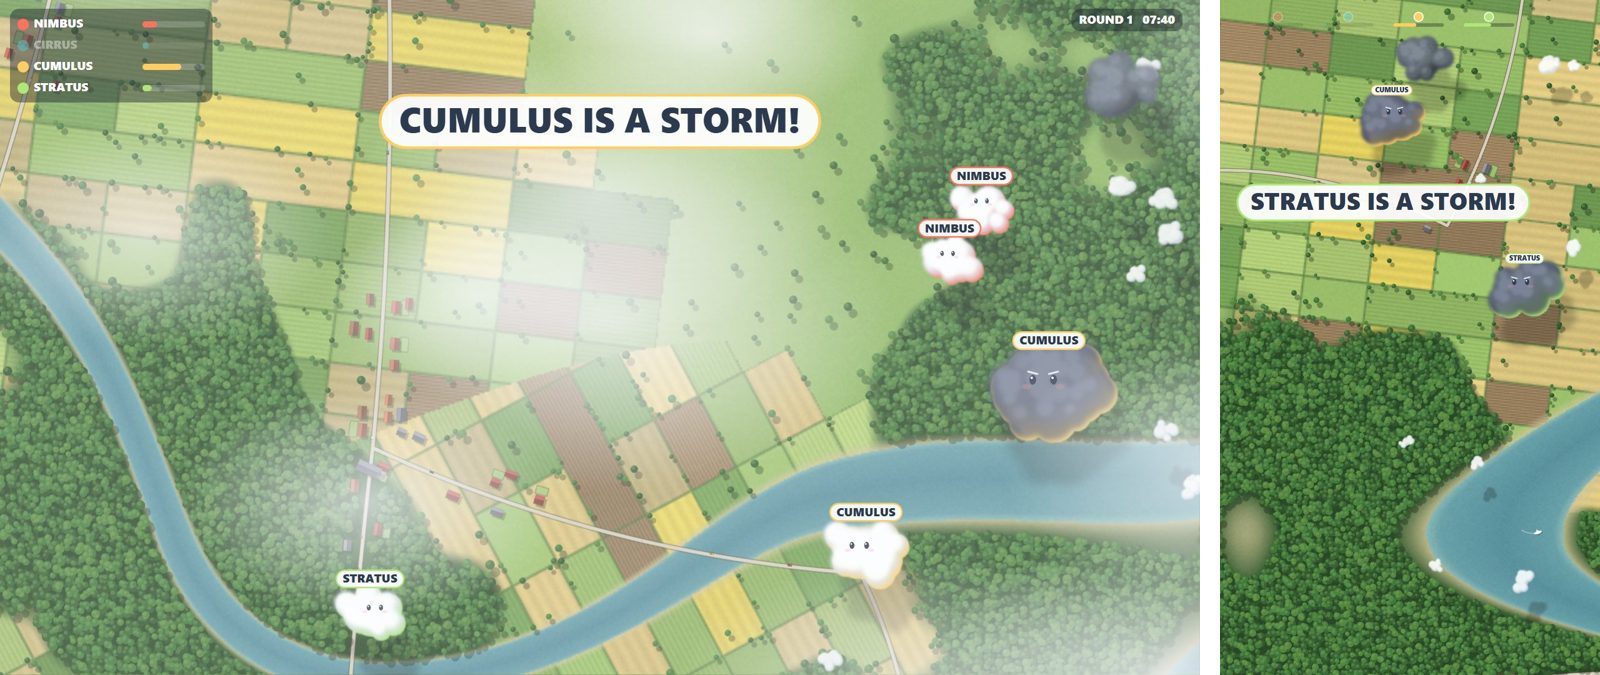 NIMBUS
CIRRUS
CUMULUS
STRATUS
ROUND 1 07:40
CUMULUS IS A STORM!
NIMBUS
NIMBUS
CUMULUS
CUMULUS
STRATUS
CUMULUS
STRATUS IS A STORM!
STRATUS